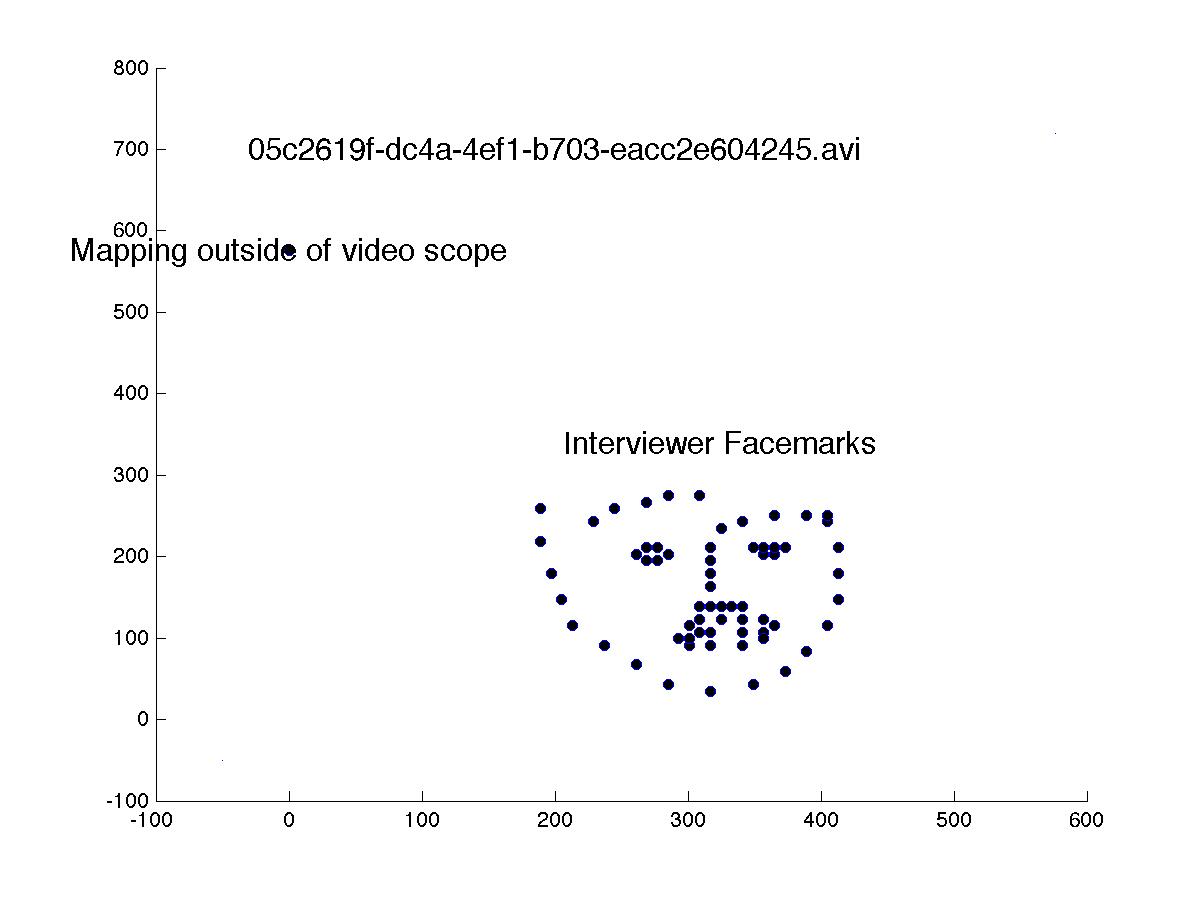 800
05c2619f-dc4a-4ef1-b703-eacc2e604245.avi
700
600
Mapping outside of video scope
500
400
Interviewer Facemarks
300
200
100
0
-100
-100 0 100 200 300 400 500 600